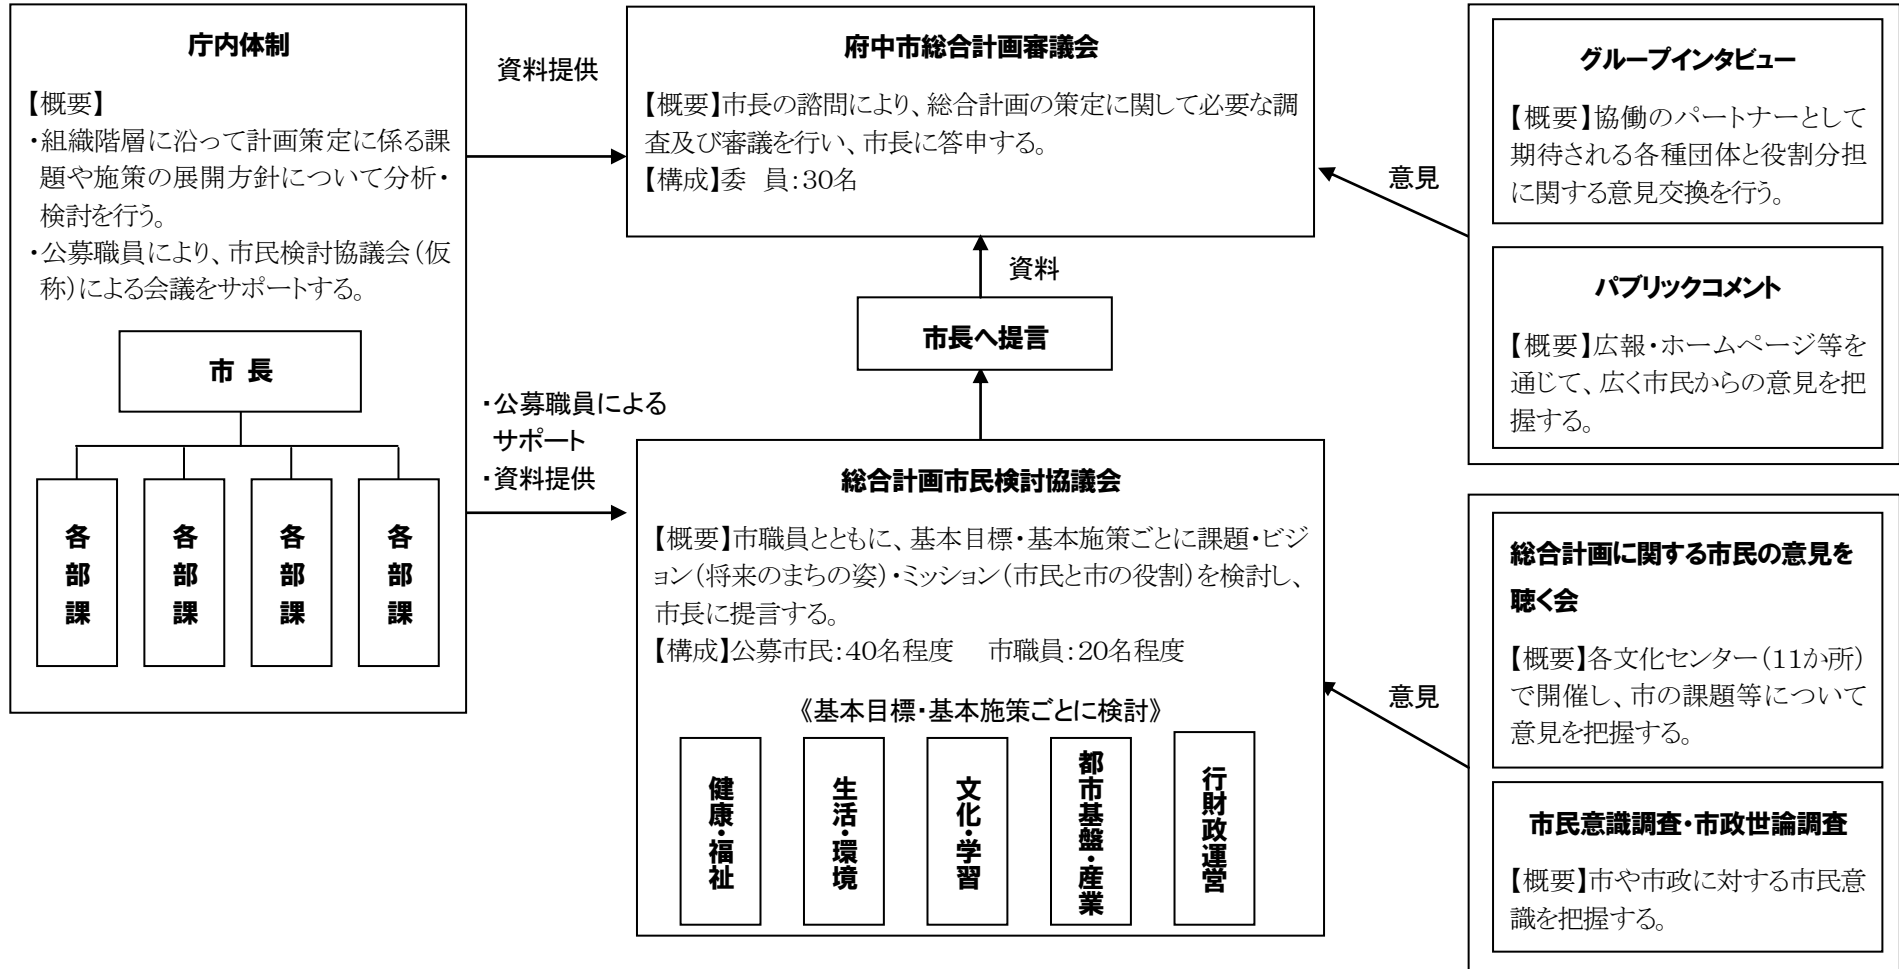 庁内体制
【概要】
・組織階層に沿って計画策定に係る課
題や施策の展開方針について分析・
検討を行う。
・公募職員により、市民検討協議会(仮
称)による会議をサポートする。
市 長
各部課
各部課
各部課
各部課
資料提供
・公募職員による
サポート
・資料提供
府中市総合計画審議会
【概要】市長の諮問により、総合計画の策定に関して必要な調
査及び審議を行い、市長に答申する。
【構成】委 員:30名
資料
市長へ提言
総合計画市民検討協議会
【概要】市職員とともに、基本目標・基本施策ごとに課題・ビジ
ョン(将来のまちの姿)・ミッション(市民と市の役割)を検討し、
市長に提言する。
【構成】公募市民:40名程度 市職員:20名程度
《基本目標・基本施策ごとに検討》
健康・福祉
生活・環境
文化・学習
都市基盤・産業
行財政運営
意見
グループインタビュー
【概要】協働のパートナーとして
期待される各種団体と役割分担
に関する意見交換を行う。
パブリックコメント
【概要】広報・ホームページ等を
通じて、広く市民からの意見を把
握する。
意見
総合計画に関する市民の意見を
聴く会
【概要】各文化センター(11か所)
で開催し、市の課題等について
意見を把握する。
市民意識調査・市政世論調査
【概要】市や市政に対する市民意
識を把握する。